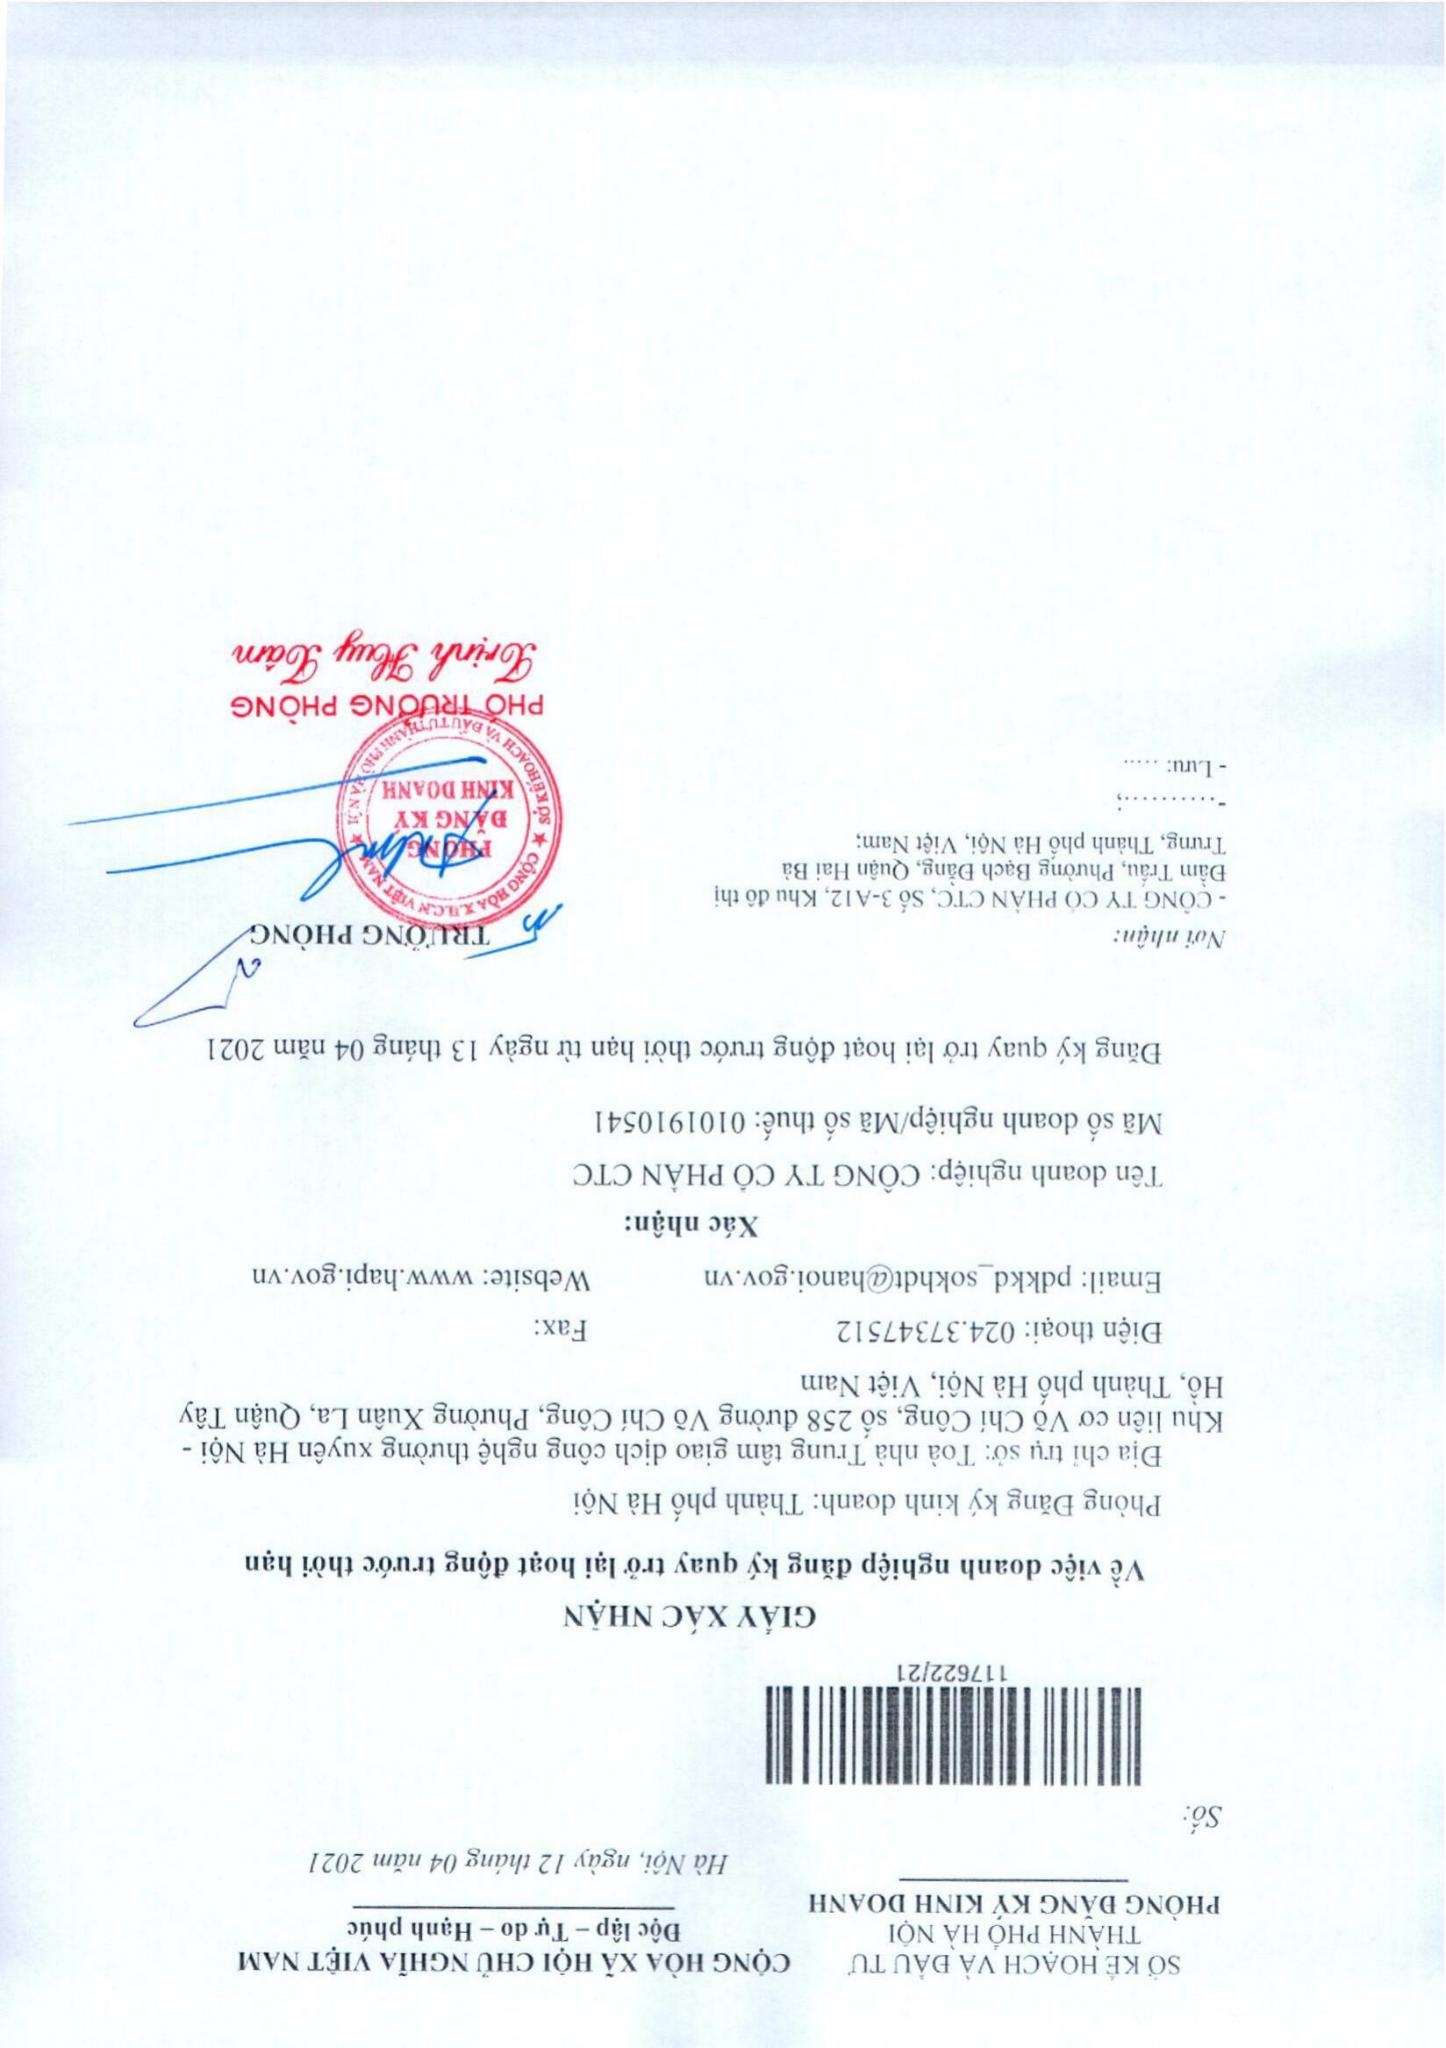 SỞ KẾ HOẠCH VÀ ĐẦU TƯ
THÀNH PHỐ HÀ NỘI
PHÒNG ĐĂNG KÝ KINH DOANH
CỘNG HÒA XÃ HỘI CHỦ NGHĨA VIỆT NAM
Độc lập – Tự do – Hạnh phúc
Hà Nội, ngày 12 tháng 04 năm 2021
Số:
117622/21
GIẤY XÁC NHẬN
Về việc doanh nghiệp đăng ký quay trở lại hoạt động trước thời hạn
Phòng Đăng ký kinh doanh: Thành phố Hà Nội
Địa chỉ trụ sở: Toà nhà Trung tâm giao dịch công nghệ thường xuyên Hà Nội -
Khu liên cơ Võ Chí Công, số 258 đường Võ Chí Công, Phường Xuân La, Quận Tây
Hồ, Thành phố Hà Nội, Việt Nam
Điện thoại: 024.37347512 Fax:
Email: pdkkd_sokhdt@hanoi.gov.vn Website: www.hapi.gov.vn
Xác nhận:
Tên doanh nghiệp: CÔNG TY CỔ PHẦN CTC
Mã số doanh nghiệp/Mã số thuế: 0101910541
Đăng ký quay trở lại hoạt động trước thời hạn từ ngày 13 tháng 04 năm 2021
Nơi nhận:
- CÔNG TY CỔ PHẦN CTC, Số 3-A12, Khu đô thị
Đầm Trấu, Phường Bạch Đằng, Quận Hai Bà
Trưng, Thành phố Hà Nội, Việt Nam;
-...........;
- Lưu: .....
TRƯỞNG PHÒNG
CỘNG HÒA X.H.C.N VIỆT NAM
SỞ KẾ HOẠCH VÀ ĐẦU TƯ THÀNH PHỐ HÀ NỘI
PHÒNG
ĐĂNG KÝ
KINH DOANH
PHÓ TRƯỞNG PHÒNG
Trịnh Huy Tâm